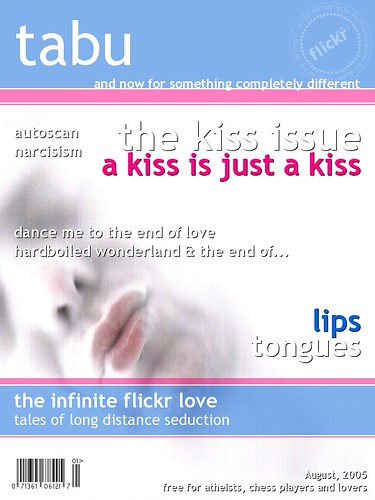 tabu
flickr
and now for something completely different
autoscan
narcisism
the kiss issue
a kiss is just a kiss
dance me to the end of love
hardboiled wonderland & the end of...
lips
tongues
the infinite flickr love
tales of long distance seduction
01>
0 71361 06121 7
August, 2005
free for atheists, chess players and lovers